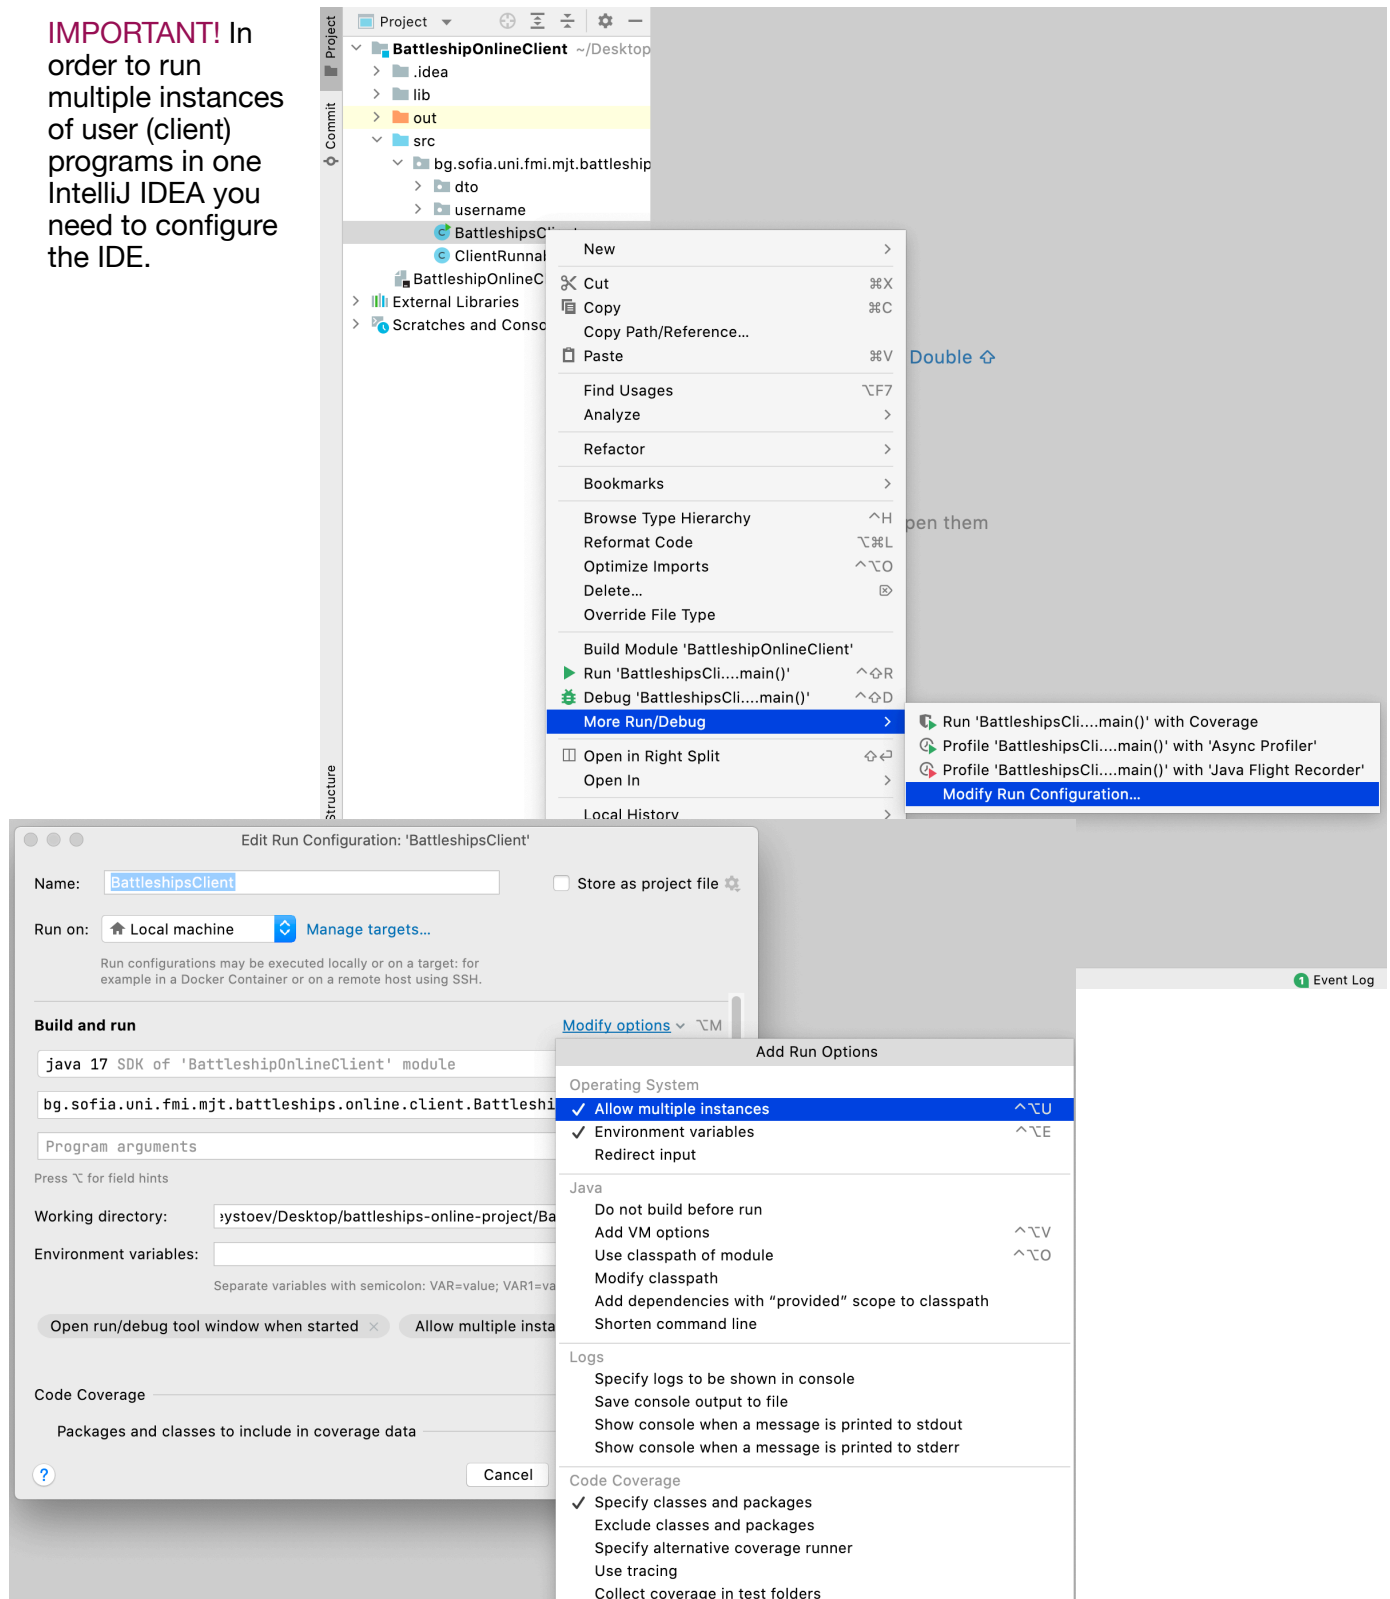 IMPORTANT! In
order to run
multiple instances
of user (client)
programs in one
IntelliJ IDEA you
need to configure
the IDE.
Project
Commit
Structure
Project
BattleshipOnlineClient ~/Desktop
.idea
lib
out
src
bg.sofia.uni.fmi.mjt.battleship
dto
username
BattleshipsClient
ClientRunnal
BattleshipOnlineC
External Libraries
Scratches and Conso
New
Cut ⌘X
Copy ⌘C
Copy Path/Reference...
Paste ⌘V
Find Usages ⌥F7
Analyze
Refactor
Bookmarks
Browse Type Hierarchy ^H
Reformat Code ⌥⌘L
Optimize Imports ^⌥O
Delete... ⌦
Override File Type
Build Module 'BattleshipOnlineClient'
Run 'BattleshipsCli....main()' ^⇧R
Debug 'BattleshipsCli....main()' ^⇧D
More Run/Debug
Open in Right Split ⇧⏎
Open In
Local History
Double ⇧
pen them
Run 'BattleshipsCli....main()' with Coverage
Profile 'BattleshipsCli....main()' with 'Async Profiler'
Profile 'BattleshipsCli....main()' with 'Java Flight Recorder'
Modify Run Configuration...
Edit Run Configuration: 'BattleshipsClient'
Name: BattleshipsClient Store as project file
Run on: Local machine Manage targets...
Run configurations may be executed locally or on a target: for
example in a Docker Container or on a remote host using SSH.
1 Event Log
Build and run Modify options ⌥M
java 17 SDK of 'BattleshipOnlineClient' module
bg.sofia.uni.fmi.mjt.battleships.online.client.Battleshi
Program arguments
Press ⌥ for field hints
Working directory: eystoev/Desktop/battleships-online-project/Ba
Environment variables:
Separate variables with semicolon: VAR=value; VAR1=va
Open run/debug tool window when started × Allow multiple insta
Code Coverage
Packages and classes to include in coverage data
? Cancel
Add Run Options
Operating System
✓ Allow multiple instances ^⌥U
✓ Environment variables ^⌥E
Redirect input
Java
Do not build before run
Add VM options ^⌥V
Use classpath of module ^⌥O
Modify classpath
Add dependencies with “provided” scope to classpath
Shorten command line
Logs
Specify logs to be shown in console
Save console output to file
Show console when a message is printed to stdout
Show console when a message is printed to stderr
Code Coverage
✓ Specify classes and packages
Exclude classes and packages
Specify alternative coverage runner
Use tracing
Collect coverage in test folders